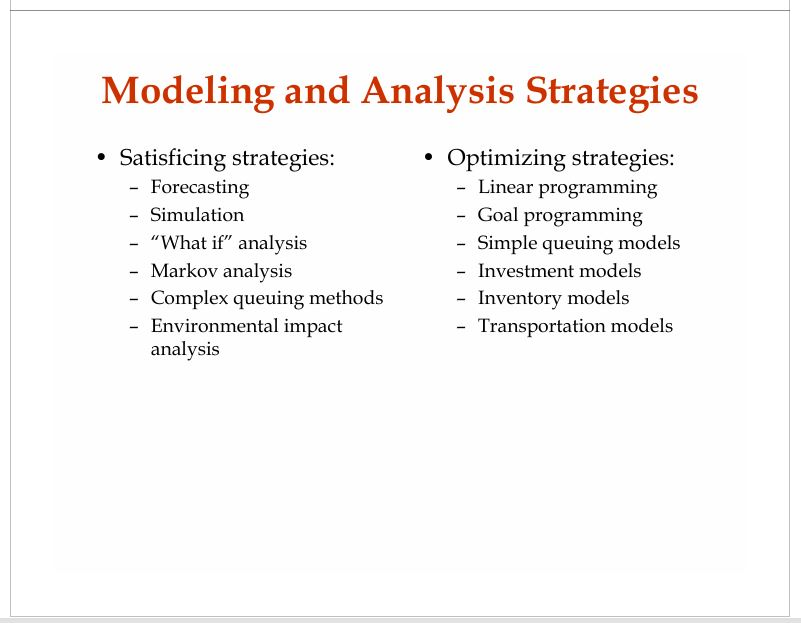 Modeling and Analysis Strategies
• Satisficing strategies:
– Forecasting
– Simulation
– “What if” analysis
– Markov analysis
– Complex queuing methods
– Environmental impact
analysis
• Optimizing strategies:
– Linear programming
– Goal programming
– Simple queuing models
– Investment models
– Inventory models
– Transportation models